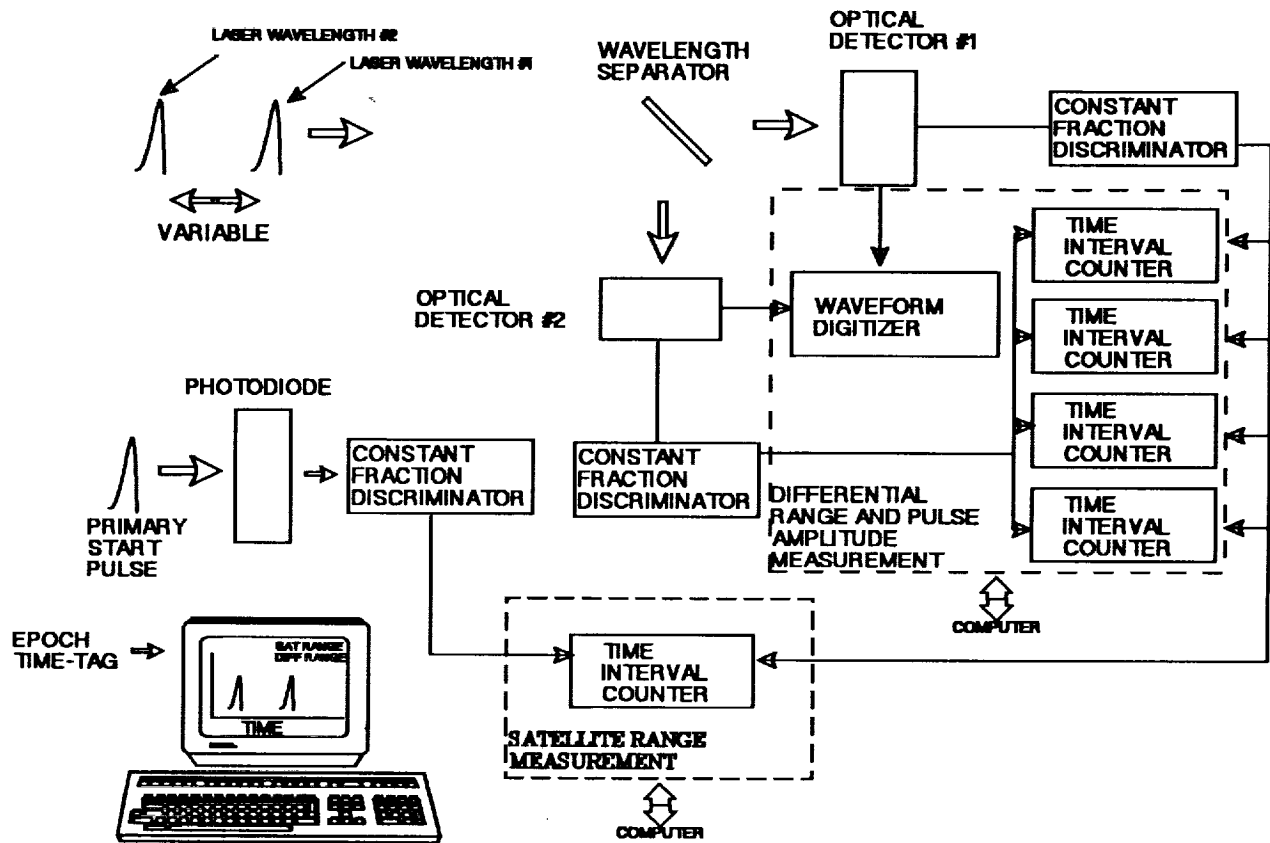 LASER WAVELENGTH #2
LASER WAVELENGTH #1
VARIABLE
WAVELENGTH
SEPARATOR
OPTICAL
DETECTOR #1
CONSTANT
FRACTION
DISCRIMINATOR
TIME
INTERVAL
COUNTER
TIME
INTERVAL
COUNTER
TIME
INTERVAL
COUNTER
TIME
INTERVAL
COUNTER
OPTICAL
DETECTOR #2
WAVEFORM
DIGITIZER
PHOTODIODE
PRIMARY
START
PULSE
CONSTANT
FRACTION
DISCRIMINATOR
CONSTANT
FRACTION
DISCRIMINATOR
DIFFERENTIAL
RANGE AND PULSE
AMPLITUDE
MEASUREMENT
COMPUTER
EPOCH
TIME-TAG
SAT RANGE
DIFF RANGE
TIME
TIME
INTERVAL
COUNTER
SATELLITE RANGE
MEASUREMENT
COMPUTER